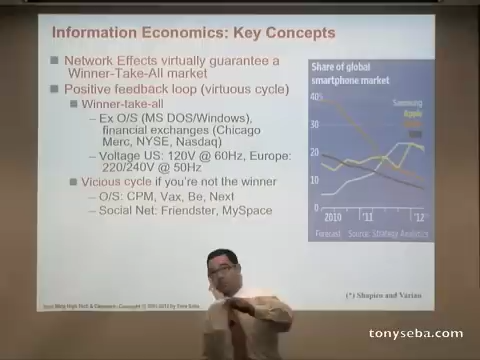 Information Economics: Key Concepts
Network Effects virtually guarantee a
Winner-Take-All market
Positive feedback loop (virtuous cycle)
Winner-take-all
– Ex O/S (MS DOS/Windows),
financial exchanges (Chicago
Merc, NYSE, Nasdaq)
– Voltage US: 120V @ 60Hz, Europe:
220/240V @ 50Hz
Vicious cycle if you're not the winner
– O/S: CPM, Vax, Be, Next
– Social Net: Friendster, MySpace
Share of global
smartphone market
40%
Samsung
Apple
30
20
10
0
2010 '11 '12
Forecast Source: Strategy Analytics
(*) Shapiro and Varian
tonyseba.com